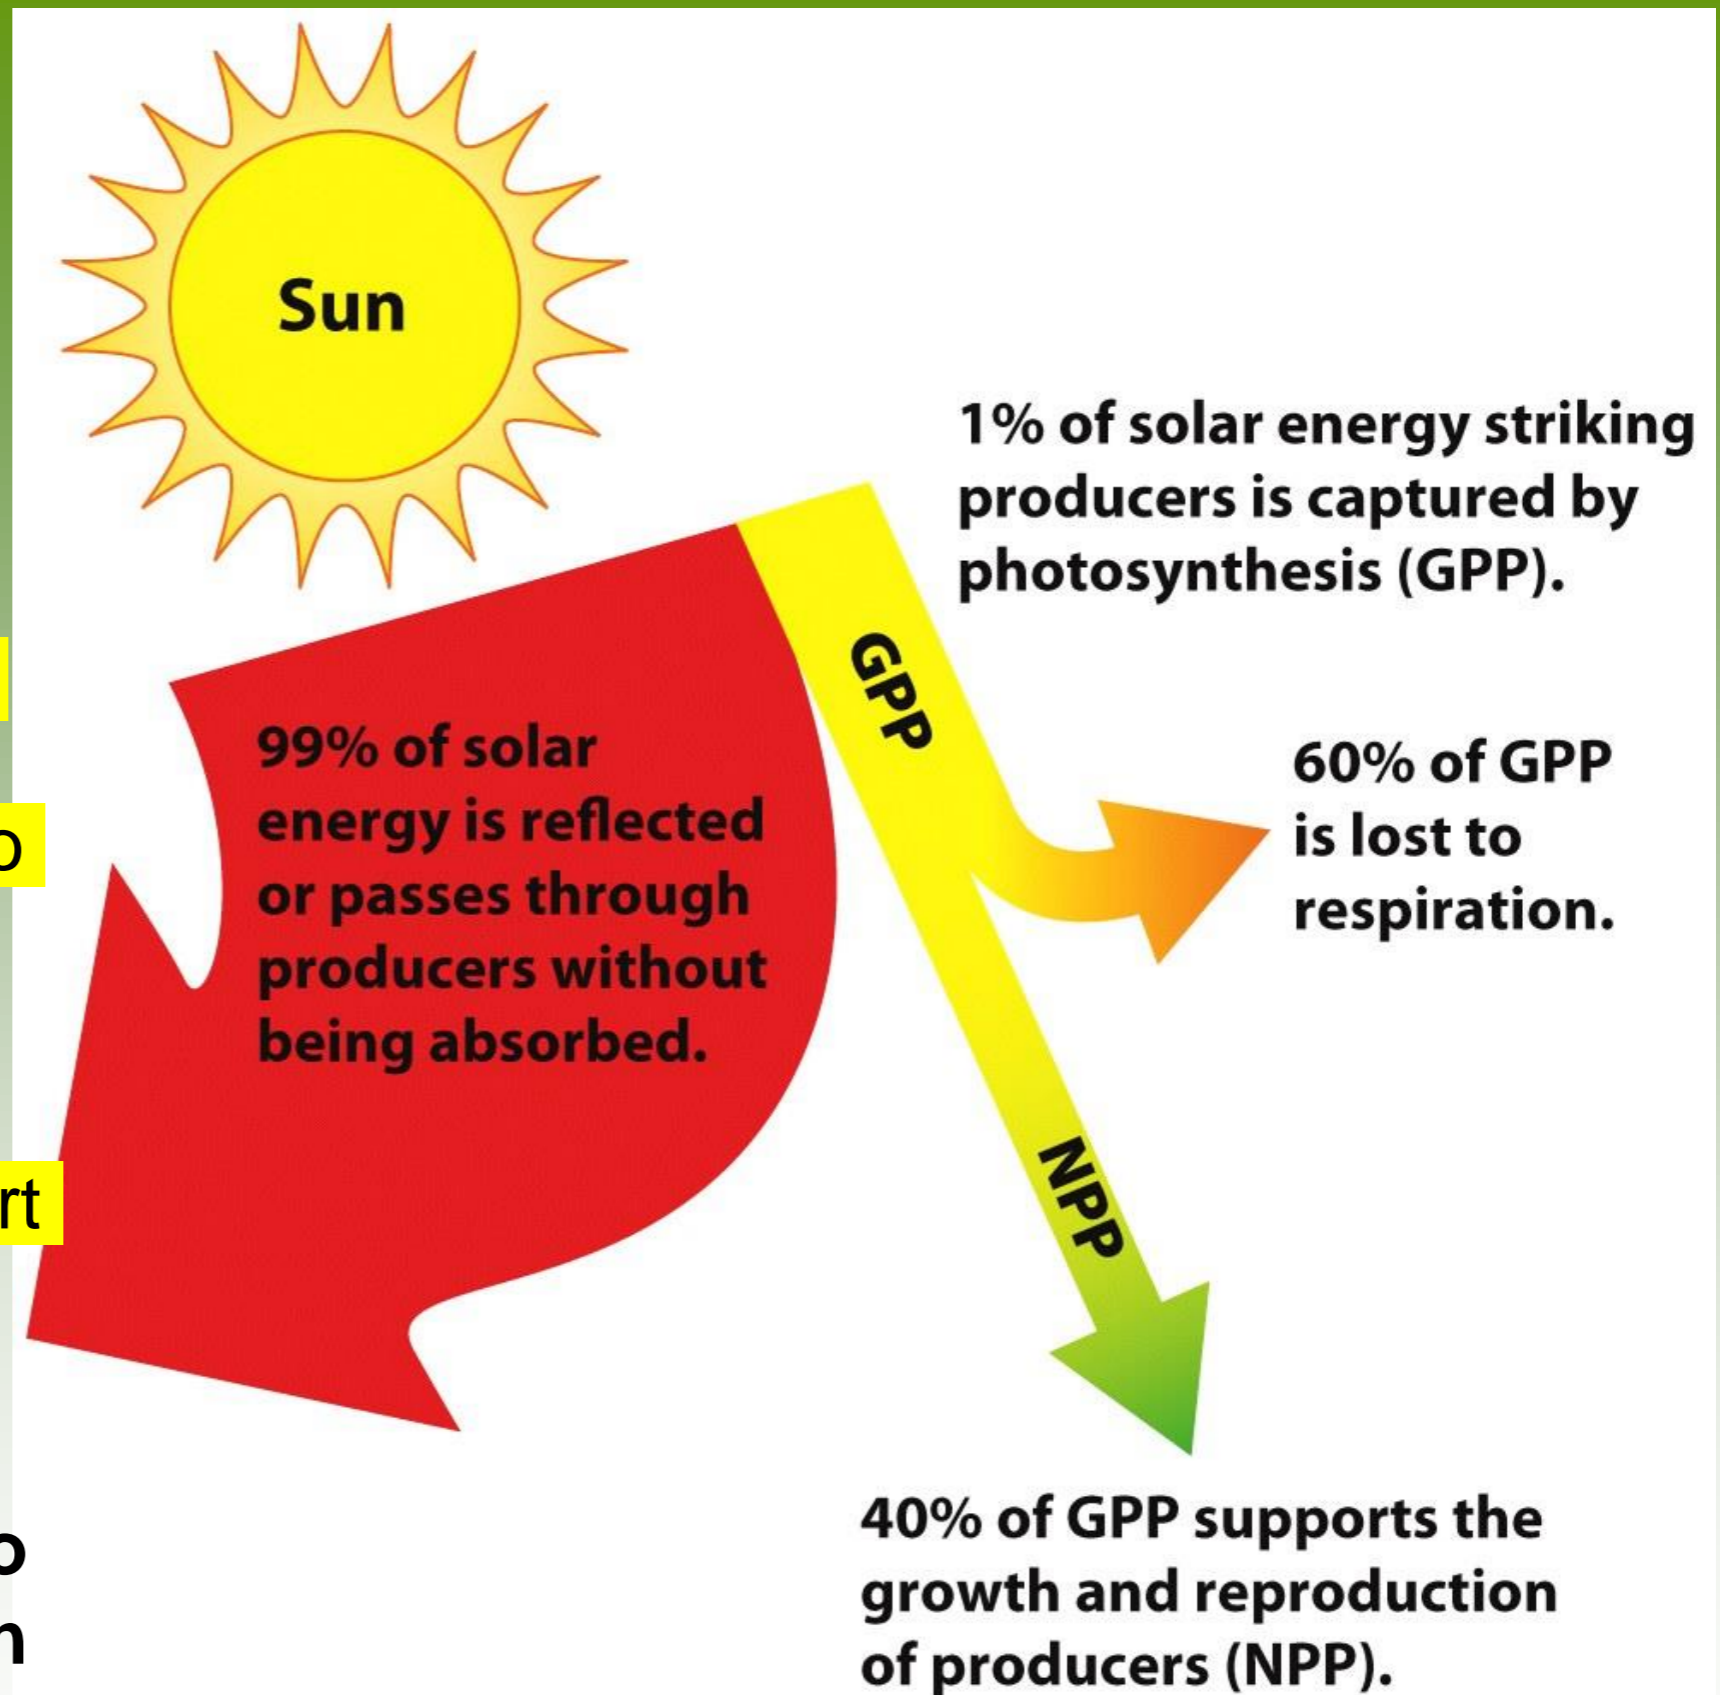 Sun
1% of solar energy striking
producers is captured by
photosynthesis (GPP).
GPP
99% of solar
energy is reflected
or passes through
producers without
being absorbed.
60% of GPP
is lost to
respiration.
NPP
40% of GPP supports the
growth and reproduction
of producers (NPP).